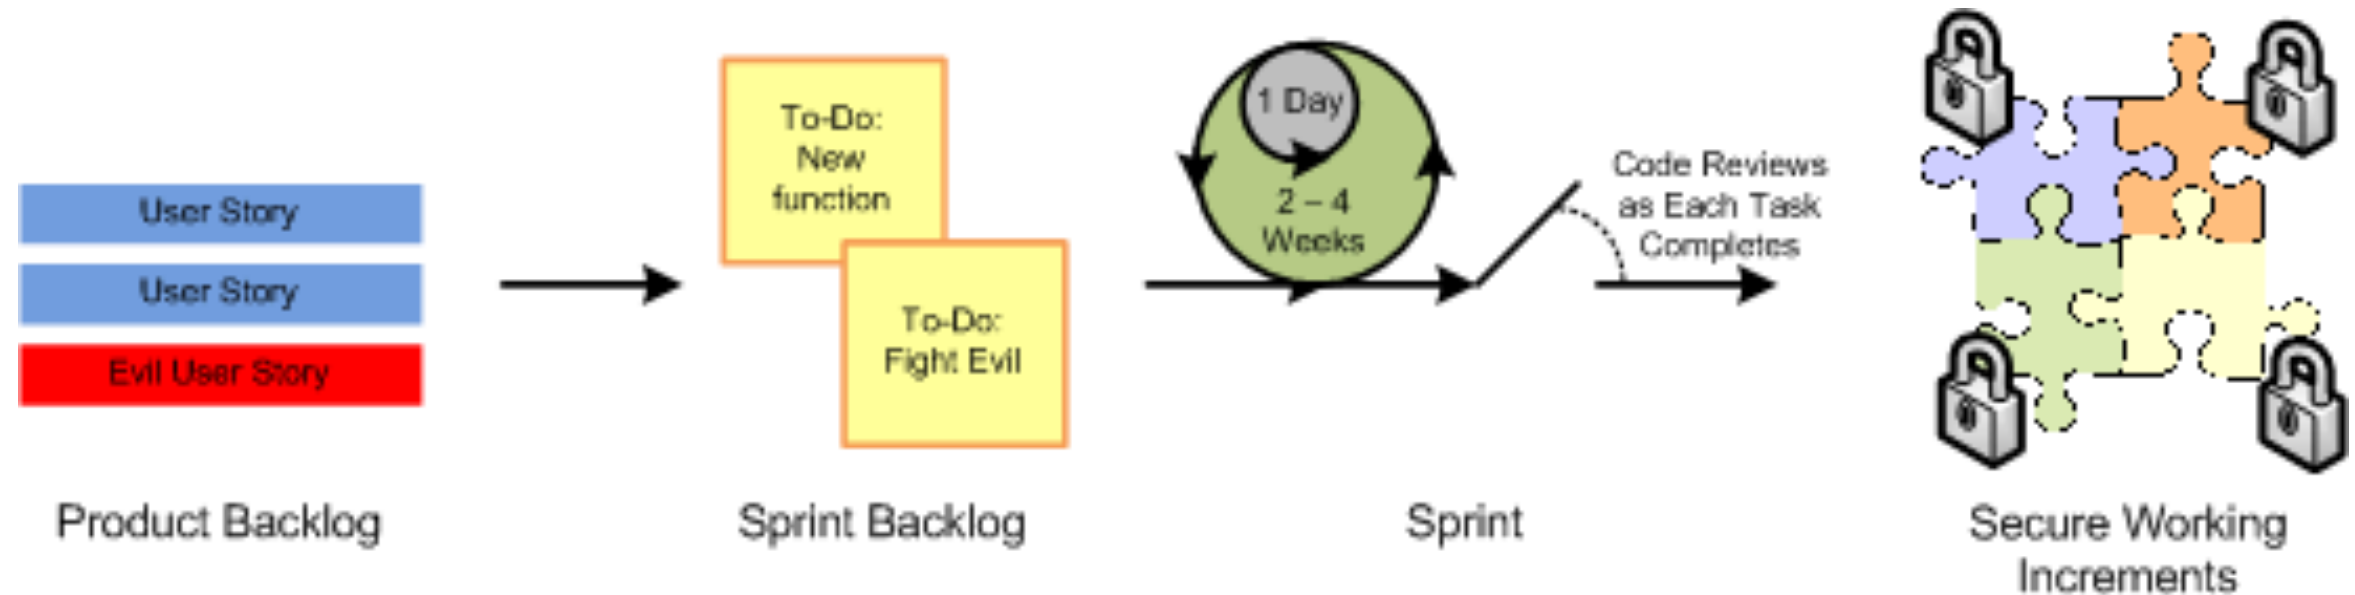 User Story
User Story
Evil User Story
Product Backlog
To-Do:
New
function
To-Do:
Fight Evil
Sprint Backlog
1 Day
2 – 4
Weeks
Sprint
Code Reviews
as Each Task
Completes
Secure Working
Increments